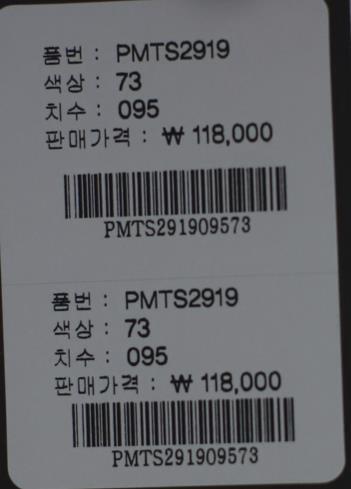 품번 : PMTS2919
색상 : 73
치수 : 095
판매가격 : ₩ 118,000
PMTS291909573
품번 : PMTS2919
색상 : 73
치수 : 095
판매가격 : ₩ 118,000
PMTS291909573